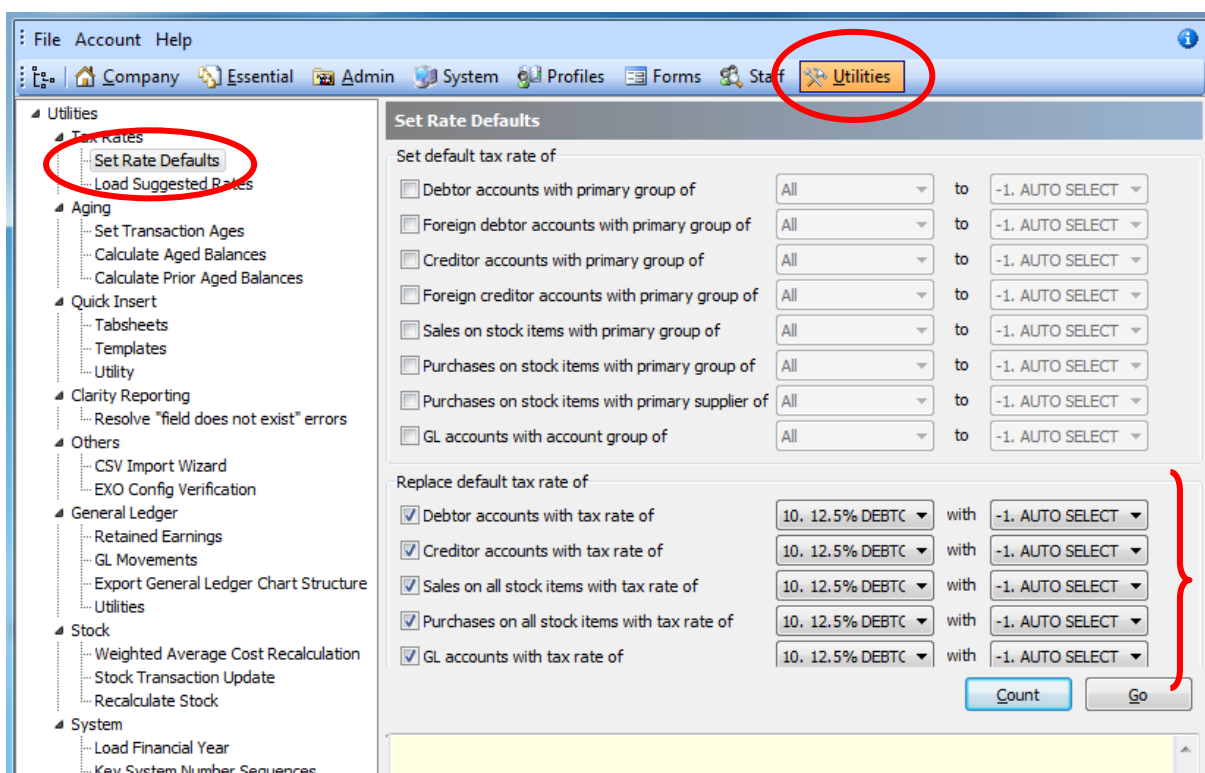 File Account Help
Company Essential Admin System Profiles Forms Staff Utilities
Utilities
Tax Rates
Set Rate Defaults
Load Suggested Rates
Aging
Set Transaction Ages
Calculate Aged Balances
Calculate Prior Aged Balances
Quick Insert
Tabsheets
Templates
Utility
Clarity Reporting
Resolve "field does not exist" errors
Others
CSV Import Wizard
EXO Config Verification
General Ledger
Retained Earnings
GL Movements
Export General Ledger Chart Structure
Utilities
Stock
Weighted Average Cost Recalculation
Stock Transaction Update
Recalculate Stock
System
Load Financial Year
Key System Number Sequences
Set Rate Defaults
Set default tax rate of
Debtor accounts with primary group of All to -1. AUTO SELECT
Foreign debtor accounts with primary group of All to -1. AUTO SELECT
Creditor accounts with primary group of All to -1. AUTO SELECT
Foreign creditor accounts with primary group of All to -1. AUTO SELECT
Sales on stock items with primary group of All to -1. AUTO SELECT
Purchases on stock items with primary group of All to -1. AUTO SELECT
Purchases on stock items with primary supplier of All to -1. AUTO SELECT
GL accounts with account group of All to -1. AUTO SELECT
Replace default tax rate of
Debtor accounts with tax rate of 10. 12.5% DEBTC with -1. AUTO SELECT
Creditor accounts with tax rate of 10. 12.5% DEBTC with -1. AUTO SELECT
Sales on all stock items with tax rate of 10. 12.5% DEBTC with -1. AUTO SELECT
Purchases on all stock items with tax rate of 10. 12.5% DEBTC with -1. AUTO SELECT
GL accounts with tax rate of 10. 12.5% DEBTC with -1. AUTO SELECT
Count Go